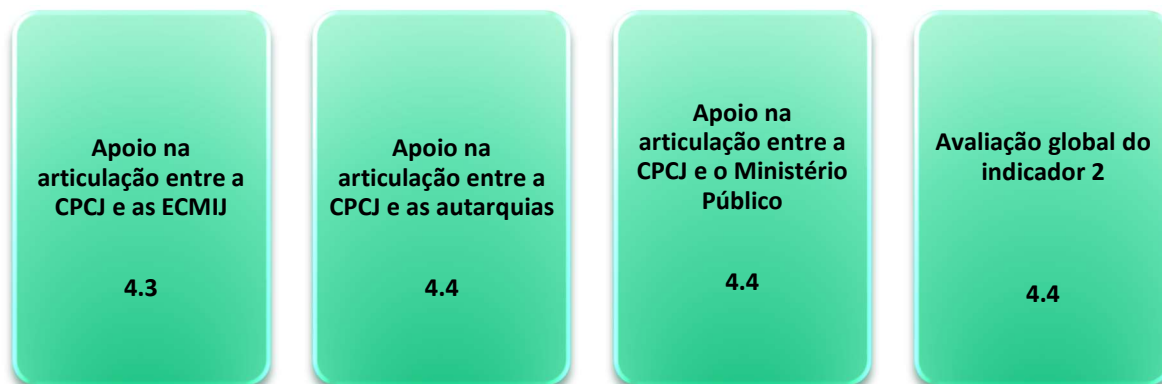 Apoio na
articulação entre a
CPCJ e as ECMIJ
4.3
Apoio na
articulação entre a
CPCJ e as autarquias
4.4
Apoio na
articulação entre a
CPCJ e o Ministério
Público
4.4
Avaliação global do
indicador 2
4.4